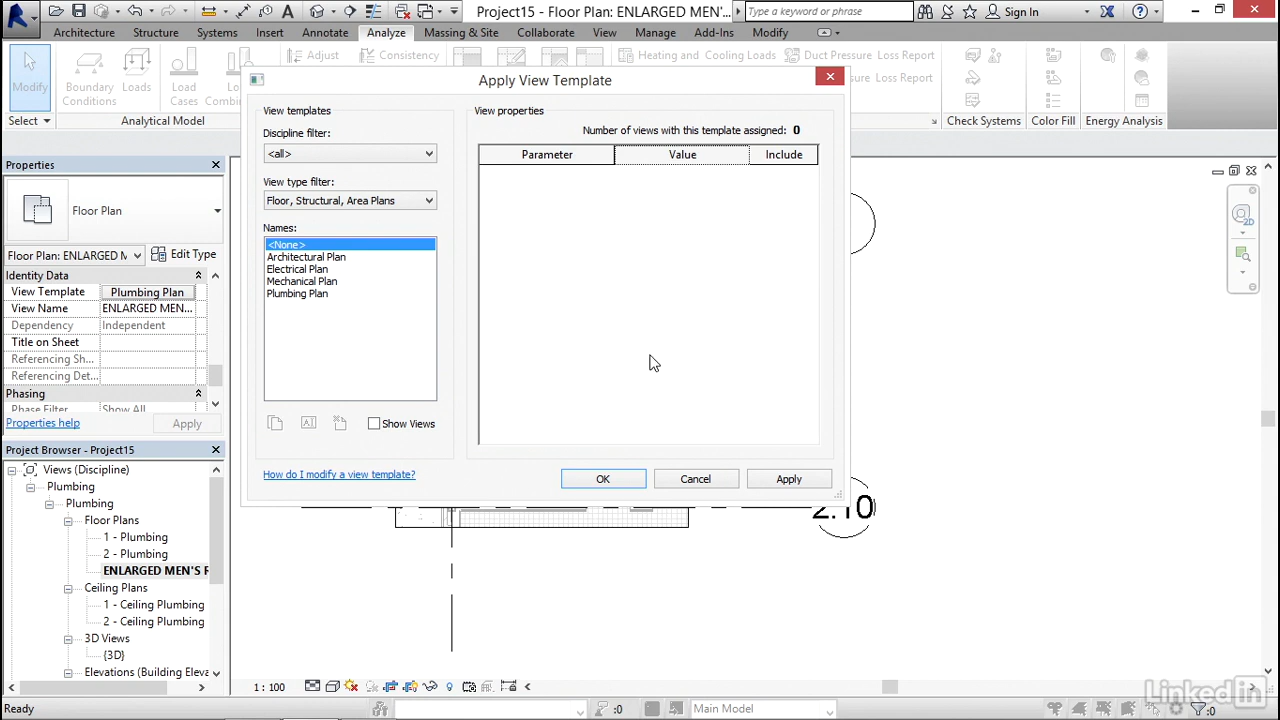 Project15 - Floor Plan: ENLARGED MEN'S...
Type a keyword or phrase
Sign In
Architecture
Structure
Systems
Insert
Annotate
Analyze
Massing & Site
Collaborate
View
Manage
Add-Ins
Modify
Adjust
Consistency
Heating and Cooling Loads
Duct Pressure Loss Report
Pressure Loss Report
Modify
Boundary Conditions
Loads
Load Cases
Select
Analytical Model
Check Systems
Color Fill
Energy Analysis
Apply View Template
View templates
Discipline filter:
<all>
View type filter:
Floor, Structural, Area Plans
Names:
<None>
Architectural Plan
Electrical Plan
Mechanical Plan
Plumbing Plan
Show Views
How do I modify a view template?
View properties
Number of views with this template assigned: 0
Parameter Value Include
OK
Cancel
Apply
Properties
Floor Plan
Floor Plan: ENLARGED M
Edit Type
Identity Data
View Template Plumbing Plan
View Name ENLARGED MEN...
Dependency Independent
Title on Sheet
Referencing Sh...
Referencing Det...
Phasing
Phase Filter Show All
Properties help
Apply
Project Browser - Project15
Views (Discipline)
Plumbing
Plumbing
Floor Plans
1 - Plumbing
2 - Plumbing
ENLARGED MEN'S R
Ceiling Plans
1 - Ceiling Plumbing
2 - Ceiling Plumbing
3D Views
{3D}
Elevations (Building Eleva
2D
2.10
1 : 100
Ready
:0
Main Model
:0
Linked in